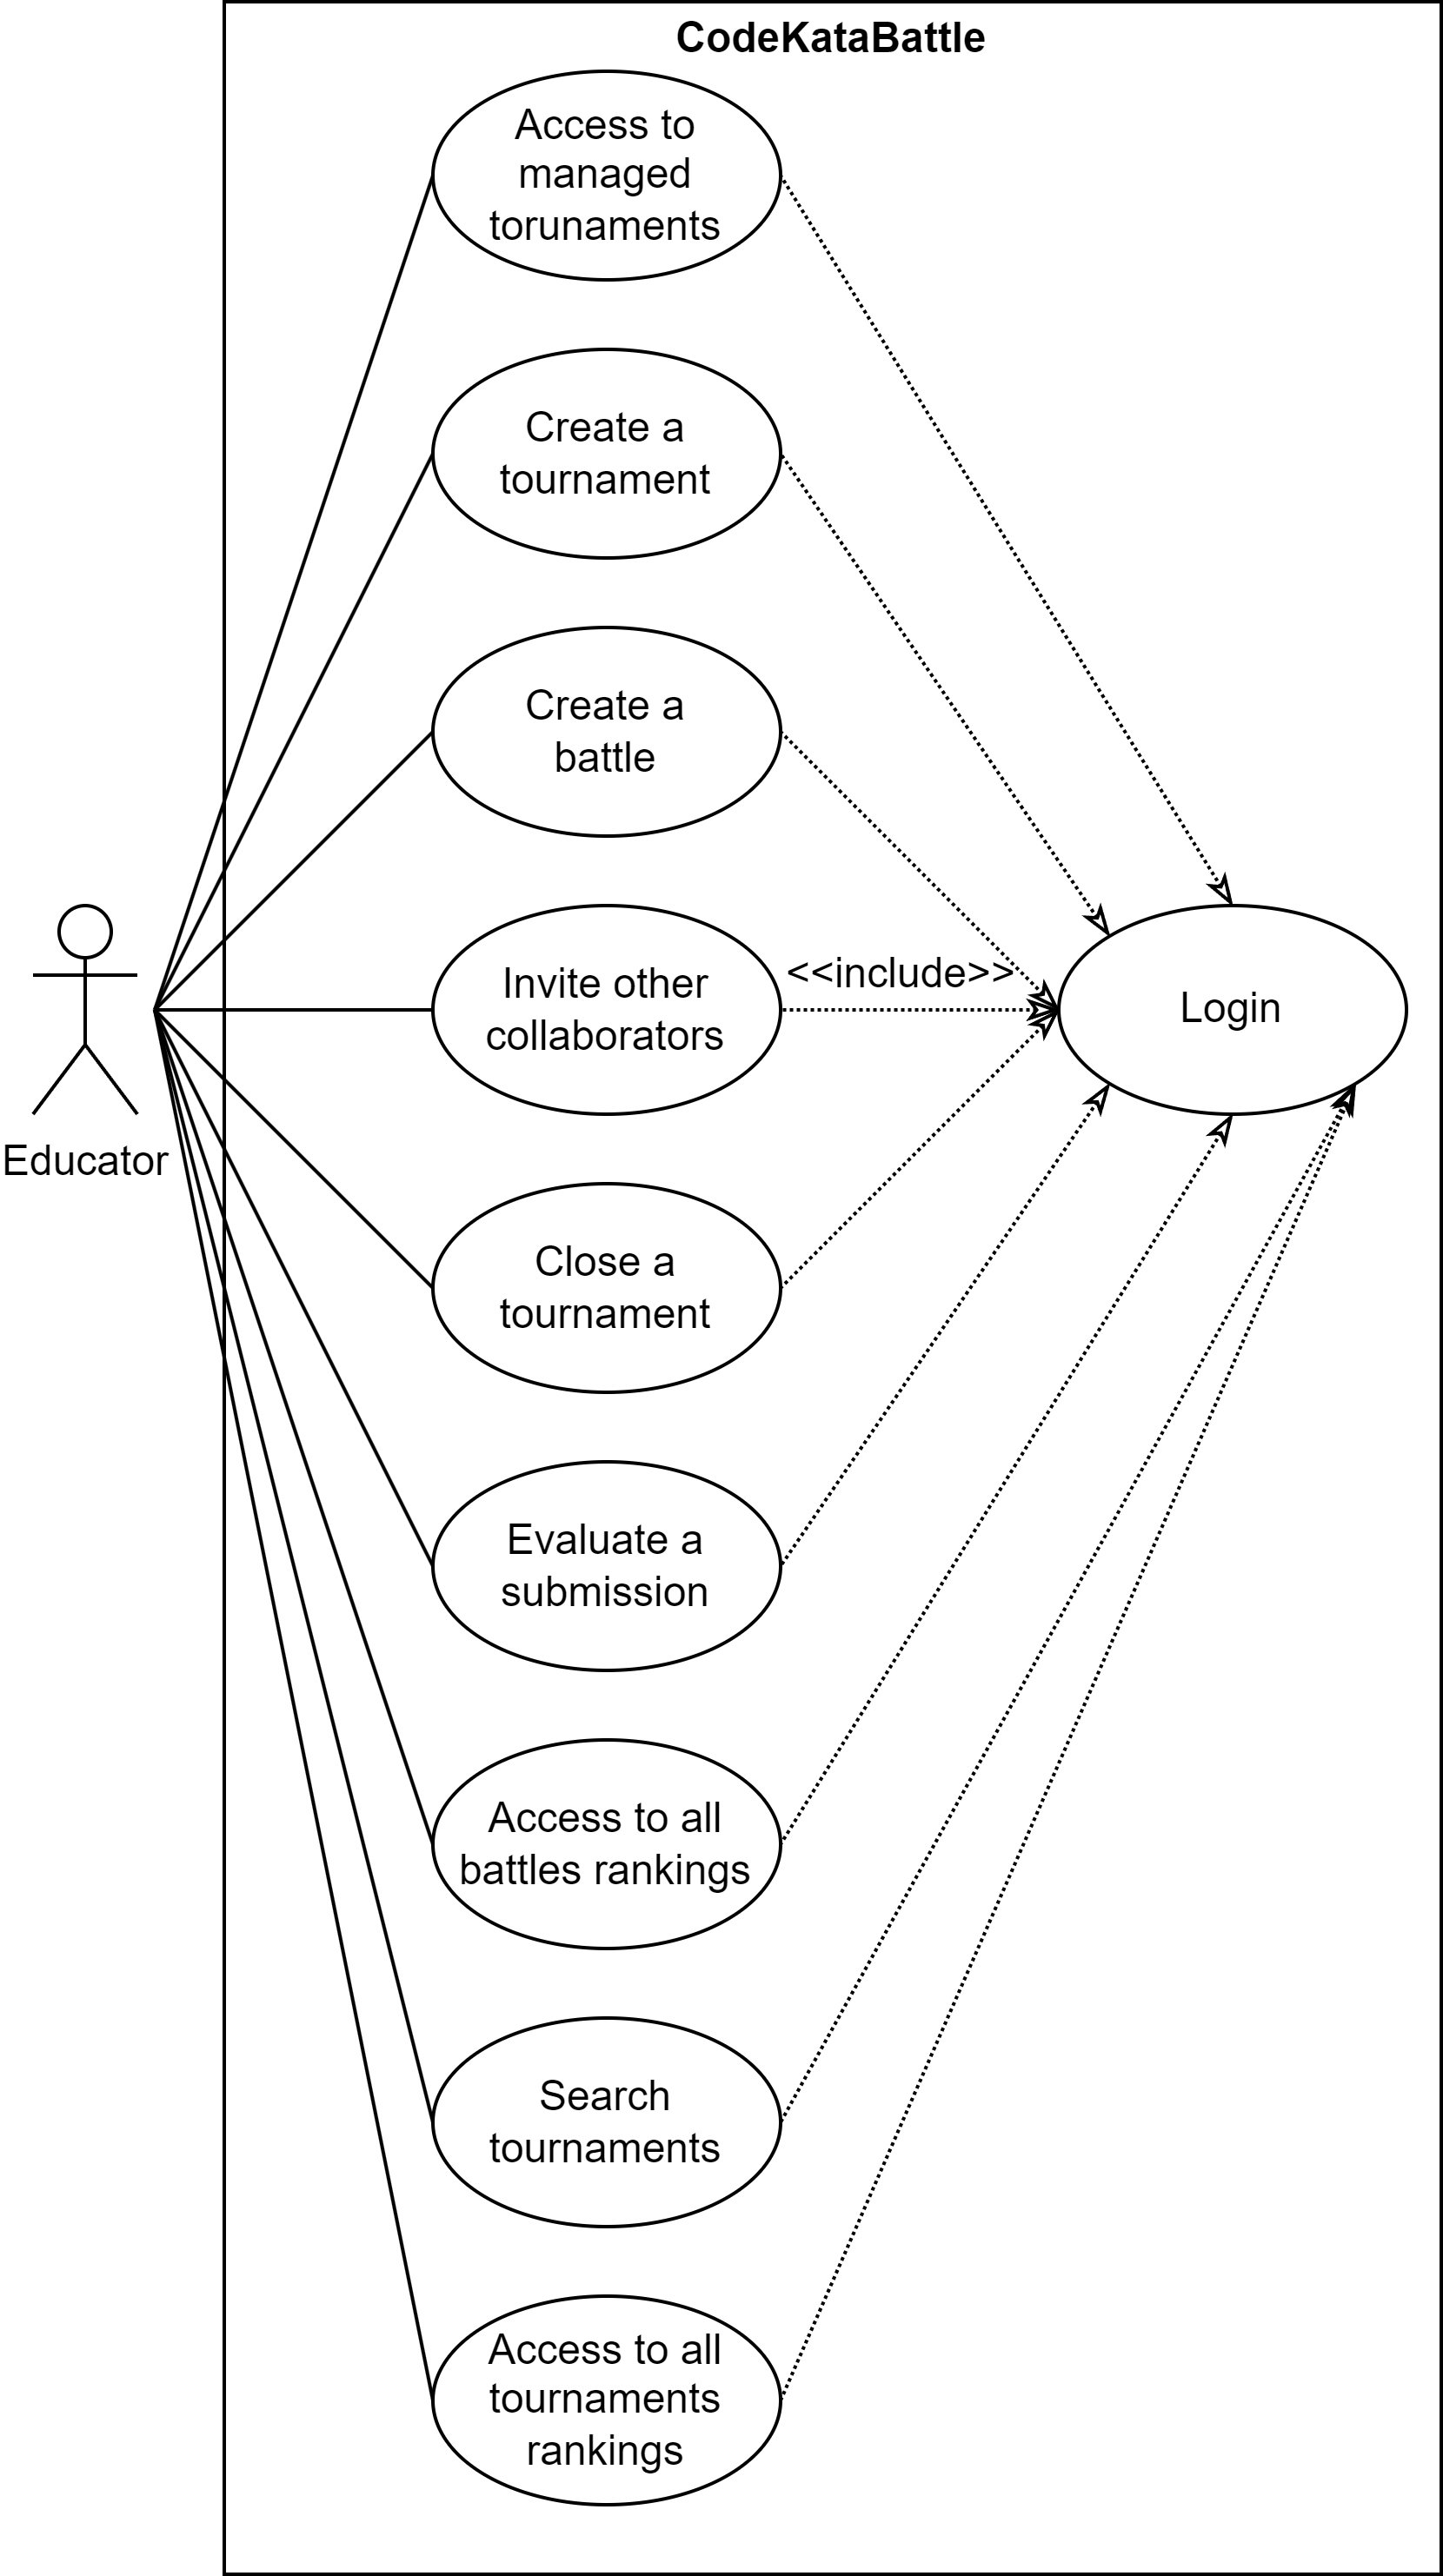 CodeKataBattle
Access to
managed
torunaments
Create a
tournament
Create a
battle
Invite other
collaborators
<<include>>
Login
Educator
Close a
tournament
Evaluate a
submission
Access to all
battles rankings
Search
tournaments
Access to all
tournaments
rankings